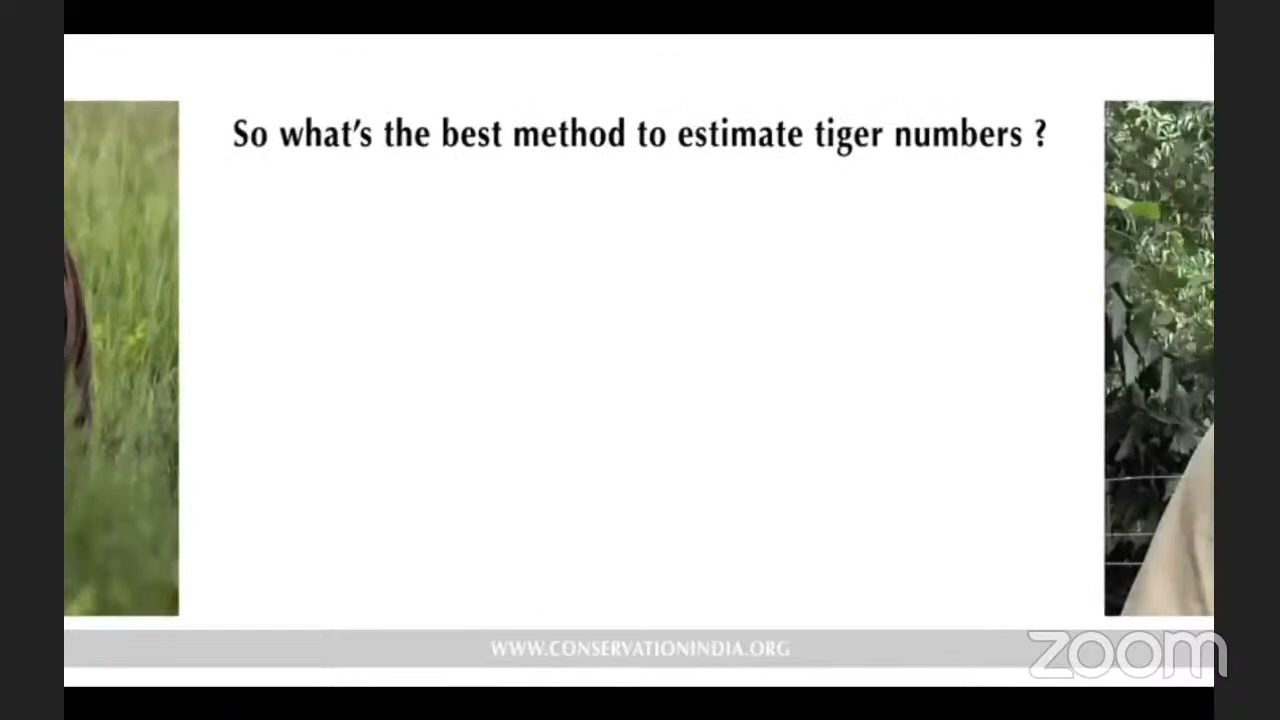 So what's the best method to estimate tiger numbers ?
WWW.CONSERVATIONINDIA.ORG
zoom